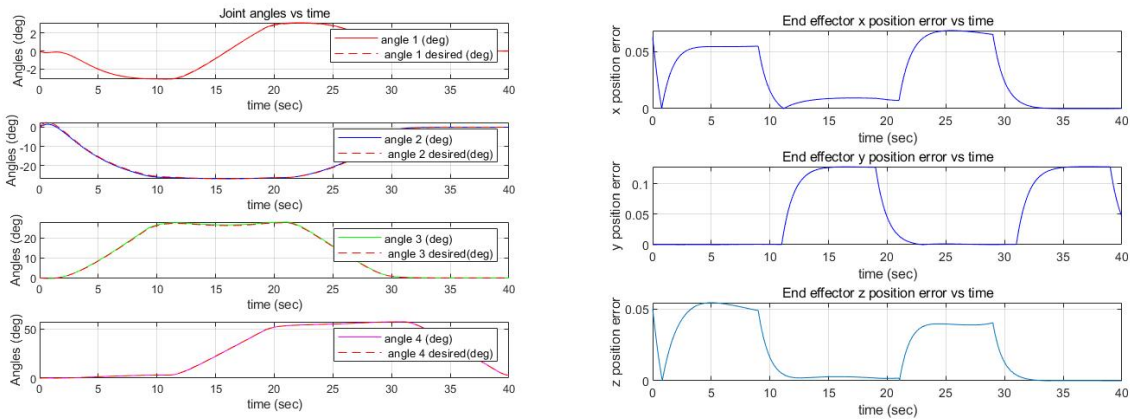 Joint angles vs time
Angles (deg)
2
0
-2
angle 1 (deg)
angle 1 desired (deg)
0 5 10 15 20 25 30 35 40
time (sec)
Angles (deg)
0
-10
-20
angle 2 (deg)
angle 2 desired(deg)
0 5 10 15 20 25 30 35 40
time (sec)
Angles (deg)
20
0
angle 3 (deg)
angle 3 desired(deg)
0 5 10 15 20 25 30 35 40
time (sec)
Angles (deg)
50
0
angle 4 (deg)
angle 4 desired(deg)
0 5 10 15 20 25 30 35 40
time (sec)
End effector x position error vs time
x position error
0.05
0
0 5 10 15 20 25 30 35 40
time (sec)
End effector y position error vs time
y position error
0.1
0.05
0
0 5 10 15 20 25 30 35 40
time (sec)
End effector z position error vs time
z position error
0.05
0
0 5 10 15 20 25 30 35 40
time (sec)